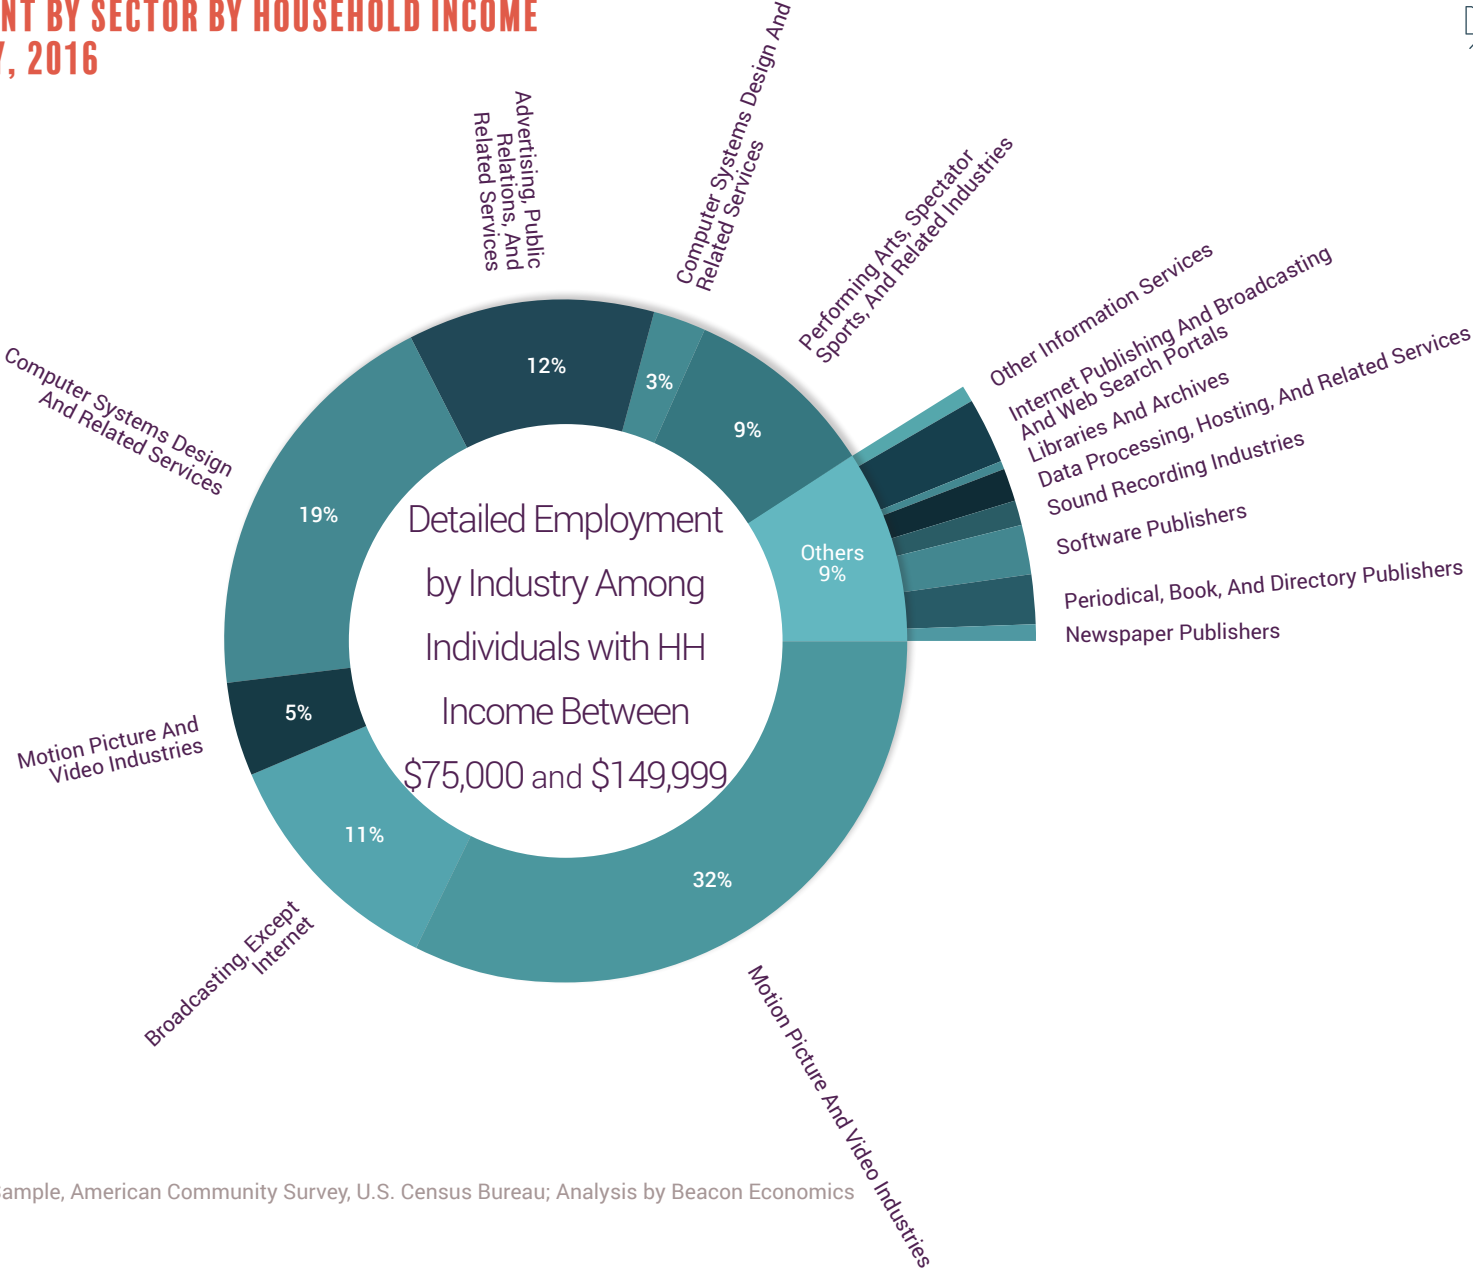 NT BY SECTOR BY HOUSEHOLD INCOME
, 2016
Advertising, Public
Relations, And
Related Services
Computer Systems Design And
Related Services
Performing Arts, Spectator
Sports, And Related Industries
Other Information Services
Internet Publishing And Broadcasting
And Web Search Portals
Libraries And Archives
Data Processing, Hosting, And Related Services
Sound Recording Industries
Software Publishers
Periodical, Book, And Directory Publishers
Newspaper Publishers
Computer Systems Design
And Related Services
Motion Picture And
Video Industries
Broadcasting, Except
Internet
Motion Picture And Video Industries
12%
3%
9%
19%
Others
9%
5%
11%
32%
Detailed Employment
by Industry Among
Individuals with HH
Income Between
$75,000 and $149,999
ample, American Community Survey, U.S. Census Bureau; Analysis by Beacon Economics